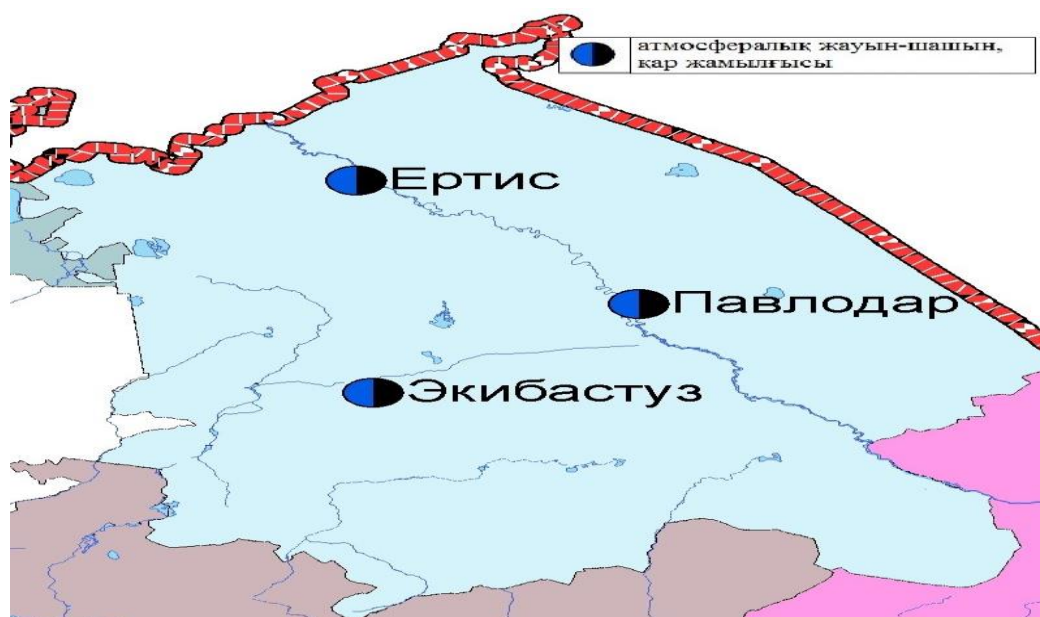 атмосфералық жауын-шашын,
қар жамылғысы
Ертис
Павлодар
Экибастуз